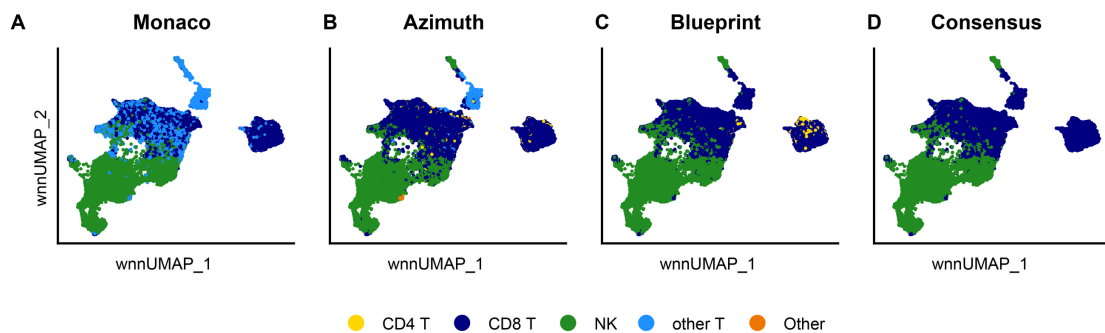 A Monaco B Azimuth C Blueprint D Consensus
wnnUMAP_2
wnnUMAP_1 wnnUMAP_1 wnnUMAP_1 wnnUMAP_1
CD4 T CD8 T NK other T Other